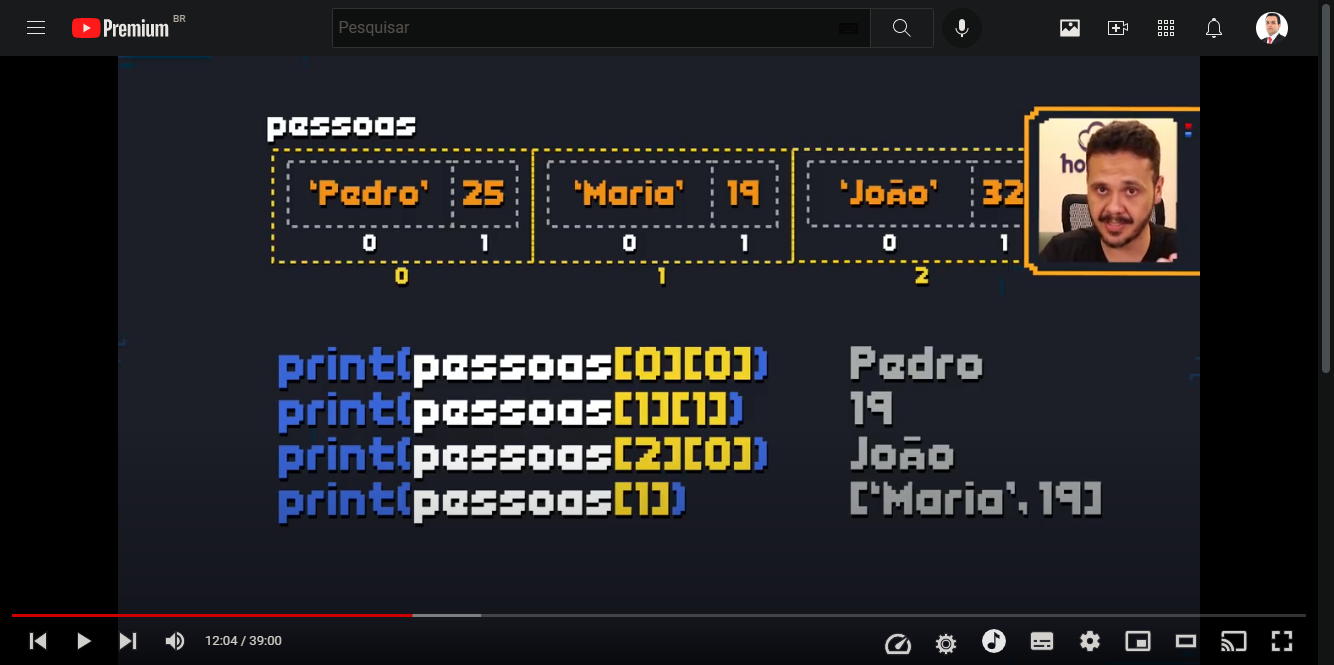 Premium BR
Pesquisar
pessoas
'Pedro' 25 'Maria' 19 'João' 32
0 1 0 1 0 1
0 1 2
print(pessoas[0][0]) Pedro
print(pessoas[1][1]) 19
print(pessoas[2][0]) João
print(pessoas[1]) ['Maria', 19]
12:04 / 39:00